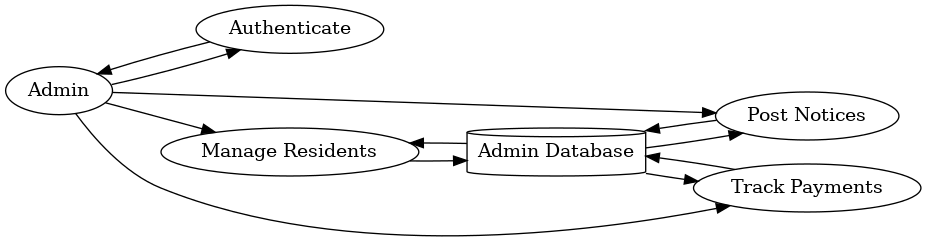 Authenticate
Admin
Post Notices
Manage Residents
Admin Database
Track Payments